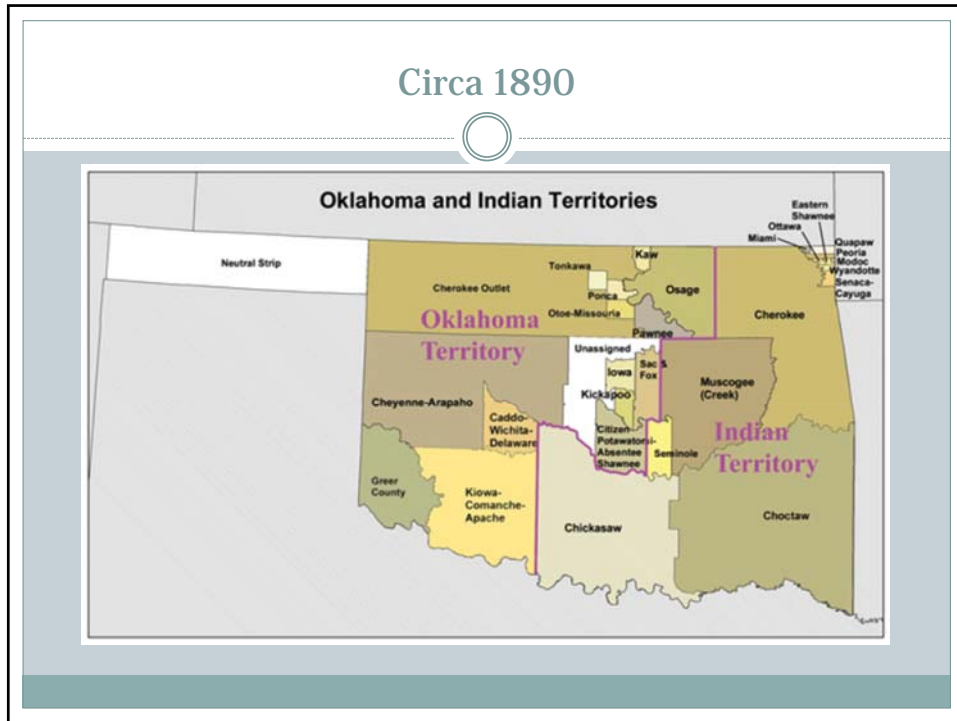 Circa 1890
Oklahoma and Indian Territories
Neutral Strip
Cherokee Outlet
Tonkawa
Kaw
Ponca
Osage
Otoe-Missouria
Pawnee
Oklahoma
Territory
Eastern
Shawnee
Ottawa
Miami
Quapaw
Peoria
Modoc
Wyandotte
Senaca-
Cayuga
Cherokee
Unassigned
Iowa
Sac &
Fox
Kickapoo
Muscogee
(Creek)
Cheyenne-Arapaho
Caddo-
Wichita-
Delaware
Citizen
Potawatomi-
Absentee
Shawnee
Seminole
Indian
Territory
Greer
County
Kiowa-
Comanche-
Apache
Chickasaw
Choctaw